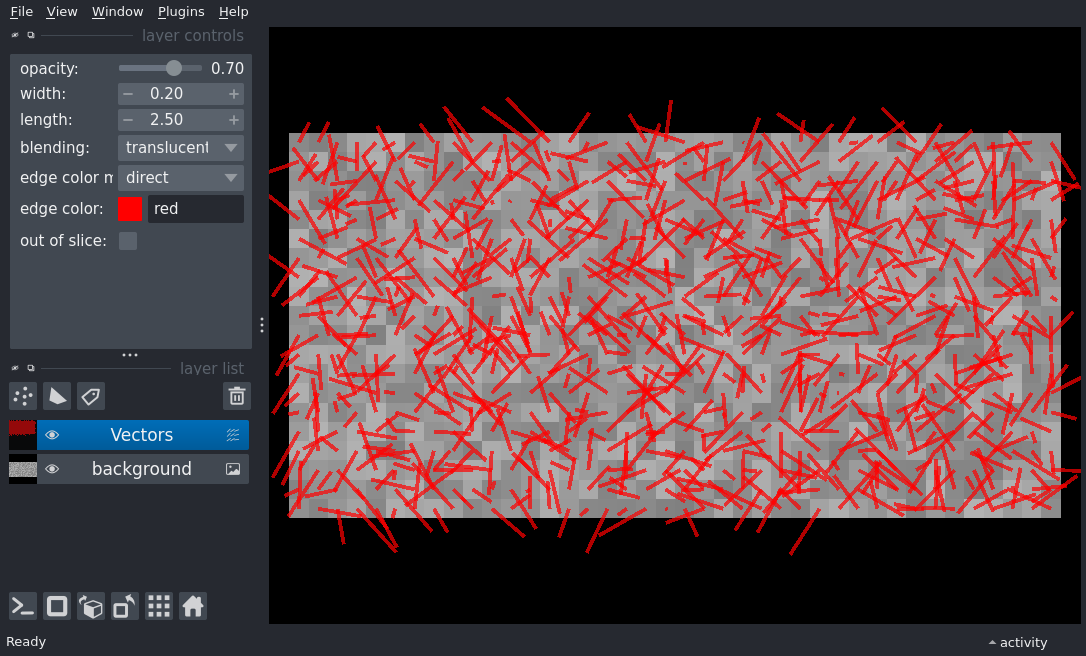 File View Window Plugins Help
layer controls
opacity: 0.70
width: 0.20
length: 2.50
blending: translucent
edge color m direct
edge color: red
out of slice:
layer list
Vectors
background
Ready
activity